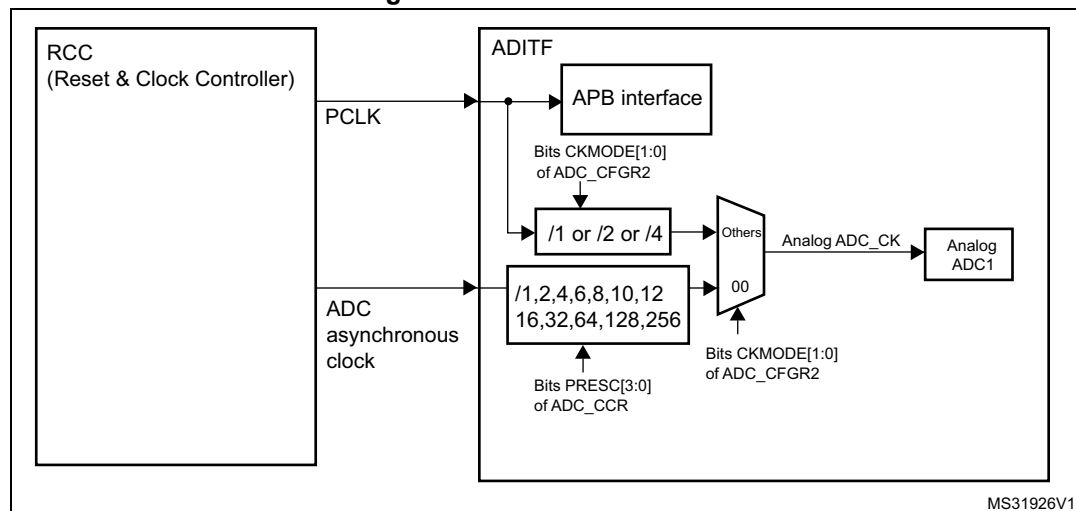 RCC
(Reset & Clock Controller)
ADITF
APB interface
PCLK
Bits CKMODE[1:0]
of ADC_CFGR2
/1 or /2 or /4
Others
Analog ADC_CK
Analog
ADC1
00
/1,2,4,6,8,10,12
16,32,64,128,256
ADC
asynchronous
clock
Bits CKMODE[1:0]
of ADC_CFGR2
Bits PRESC[3:0]
of ADC_CCR
MS31926V1